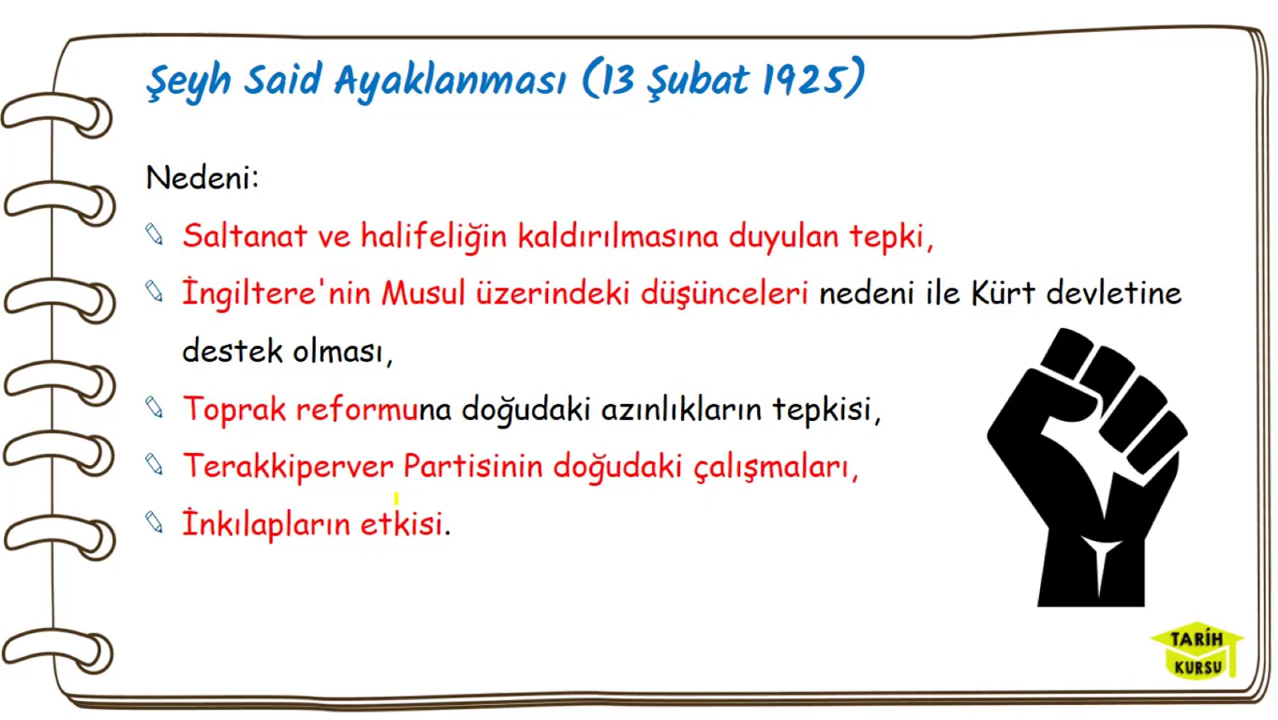 Şeyh Said Ayaklanması (13 Şubat 1925)
Nedeni:
Saltanat ve halifeliğin kaldırılmasına duyulan tepki,
İngiltere'nin Musul üzerindeki düşünceleri nedeni ile Kürt devletine
destek olması,
Toprak reformuna doğudaki azınlıkların tepkisi,
Terakkiperver Partisinin doğudaki çalışmaları,
İnkılapların etkisi.
TARİH
KURSU